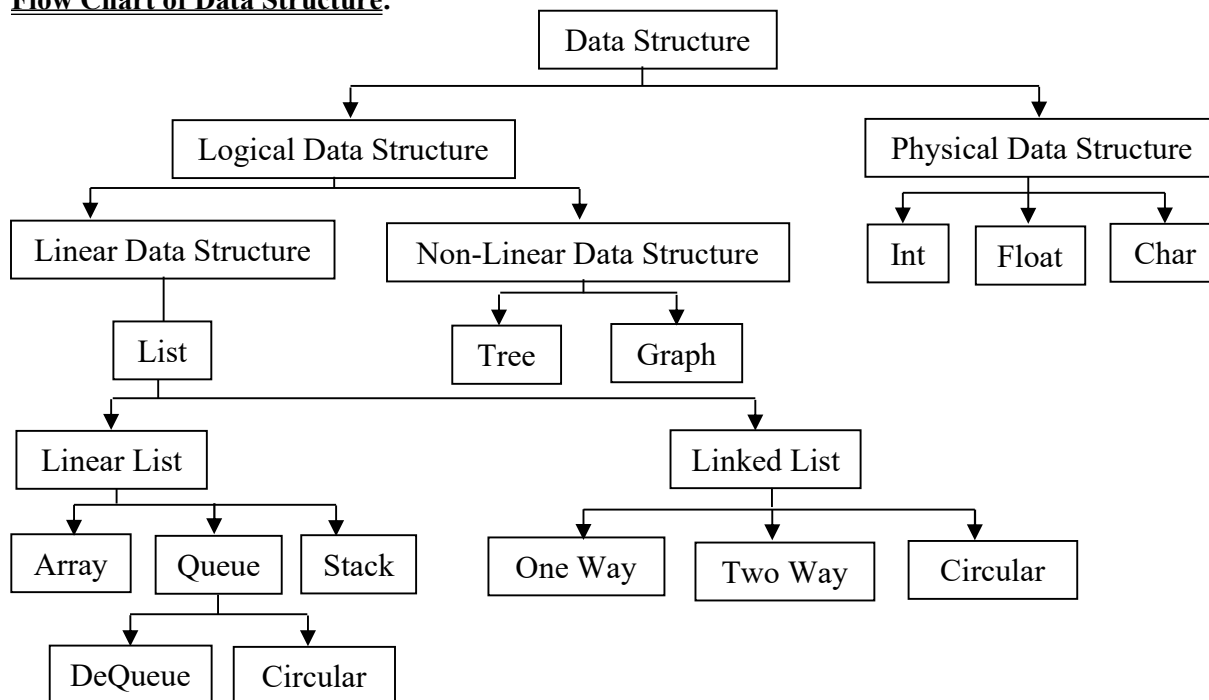 Flow Chart of Data Structure:
Data Structure
Logical Data Structure
Physical Data Structure
Linear Data Structure
Non-Linear Data Structure
Int
Float
Char
List
Tree
Graph
Linear List
Linked List
Array
Queue
Stack
One Way
Two Way
Circular
DeQueue
Circular